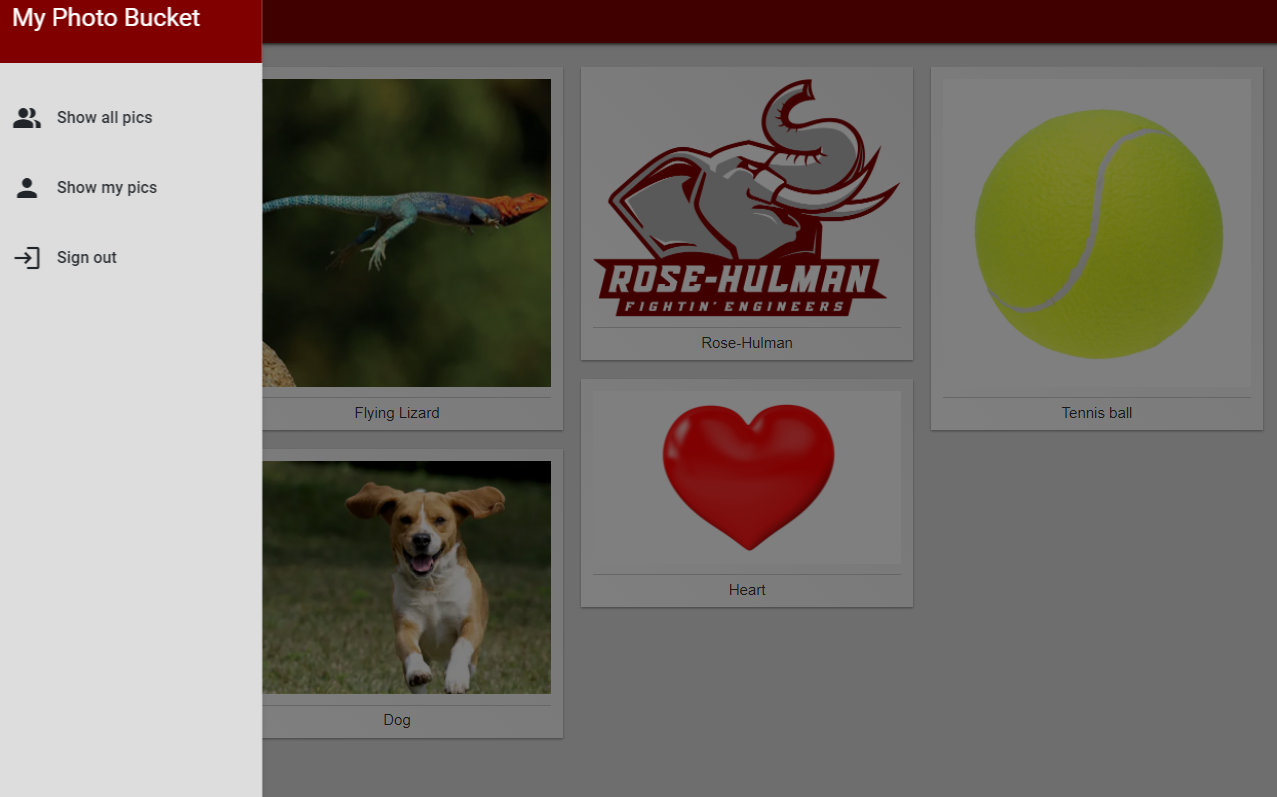 My Photo Bucket
Show all pics
Show my pics
Sign out
Flying Lizard
Dog
ROSE-HULMAN
FIGHTIN' ENGINEERS
Rose-Hulman
Heart
Tennis ball